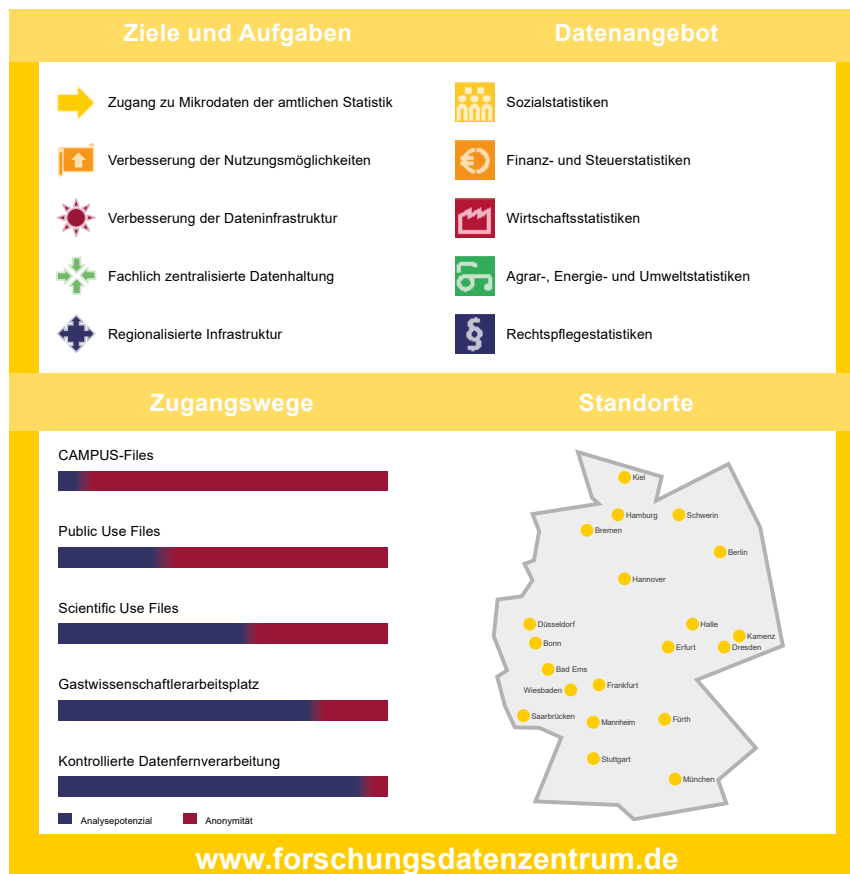 Ziele und Aufgaben
Zugang zu Mikrodaten der amtlichen Statistik
Verbesserung der Nutzungsmöglichkeiten
Verbesserung der Dateninfrastruktur
Fachlich zentralisierte Datenhaltung
Regionalisierte Infrastruktur
Datenangebot
Sozialstatistiken
Finanz- und Steuerstatistiken
Wirtschaftsstatistiken
Agrar-, Energie- und Umweltstatistiken
§
Rechtspflegestatistiken
Zugangswege
CAMPUS-Files
Public Use Files
Scientific Use Files
Gastwissenschaftlerarbeitsplatz
Kontrollierte Datenfernverarbeitung
Analysepotenzial
Anonymität
Standorte
Kiel
Hamburg
Schwerin
Bremen
Berlin
Hannover
Düsseldorf
Halle
Kamenz
Bonn
Erfurt
Dresden
Bad Ems
Frankfurt
Wiesbaden
Saarbrücken
Mannheim
Fürth
Stuttgart
München
www.forschungsdatenzentrum.de